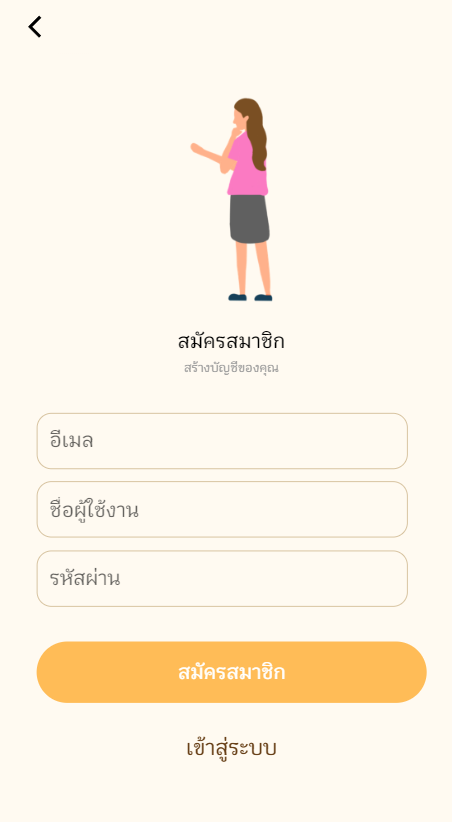 สมัครสมาชิก
สร้างบัญชีของคุณ
อีเมล
ชื่อผู้ใช้งาน
รหัสผ่าน
สมัครสมาชิก
เข้าสู่ระบบ